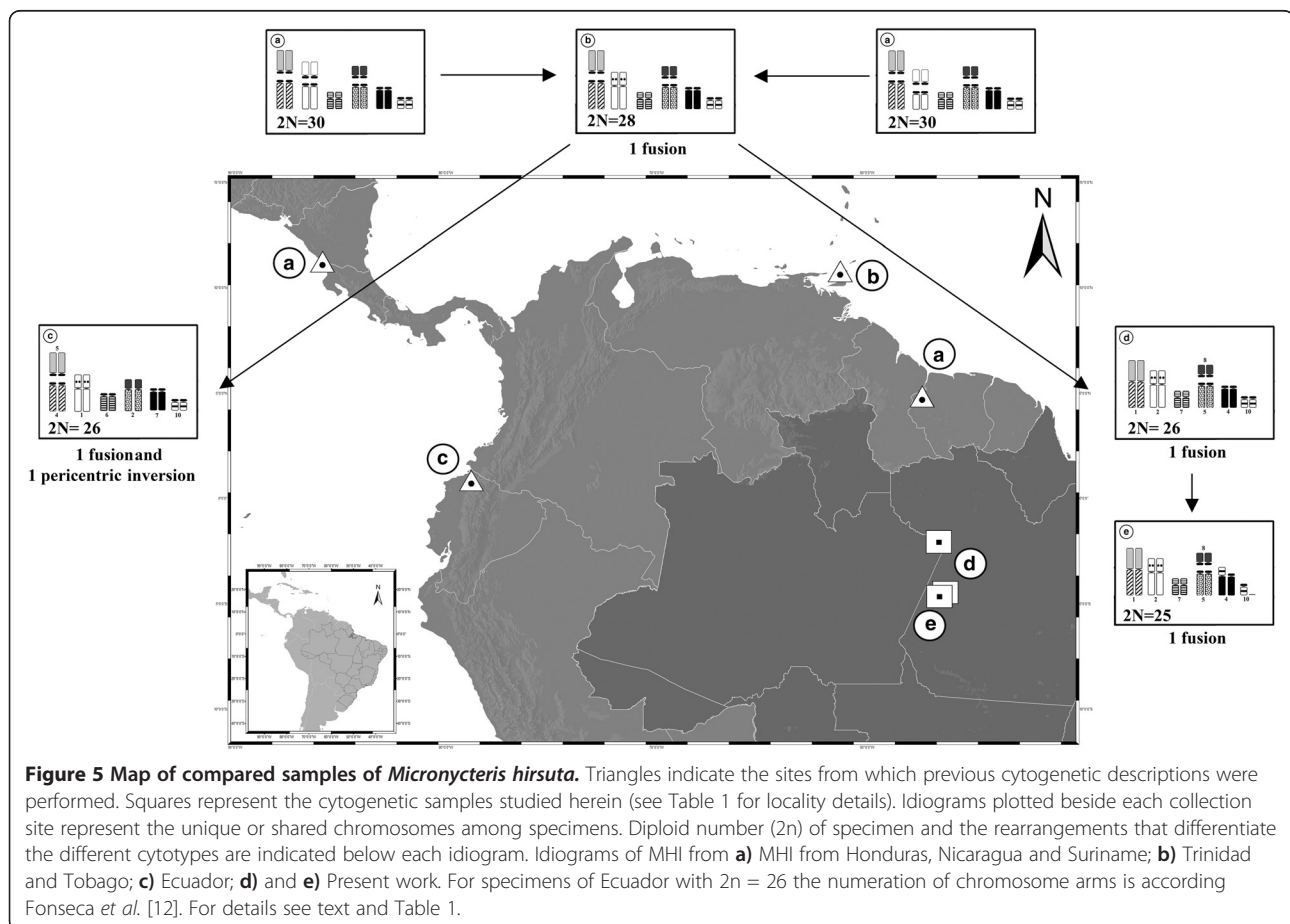 a
2N=30
b
2N=28
1 fusion
a
2N=30
N
a
b
a
c
d
e
c
5
4 1 6 2 7 10
2N= 26
1 fusion and
1 pericentric inversion
d
8
1 2 7 5 4 10
2N= 26
1 fusion
e
8
1 2 7 5 4 10
2N=25
1 fusion
N
Figure 5 Map of compared samples of Micronycteris hirsuta. Triangles indicate the sites from which previous cytogenetic descriptions were
performed. Squares represent the cytogenetic samples studied herein (see Table 1 for locality details). Idiograms plotted beside each collection
site represent the unique or shared chromosomes among specimens. Diploid number (2n) of specimen and the rearrangements that differentiate
the different cytotypes are indicated below each idiogram. Idiograms of MHI from a) MHI from Honduras, Nicaragua and Suriname; b) Trinidad
and Tobago; c) Ecuador; d) and e) Present work. For specimens of Ecuador with 2n = 26 the numeration of chromosome arms is according
Fonseca et al. [12]. For details see text and Table 1.